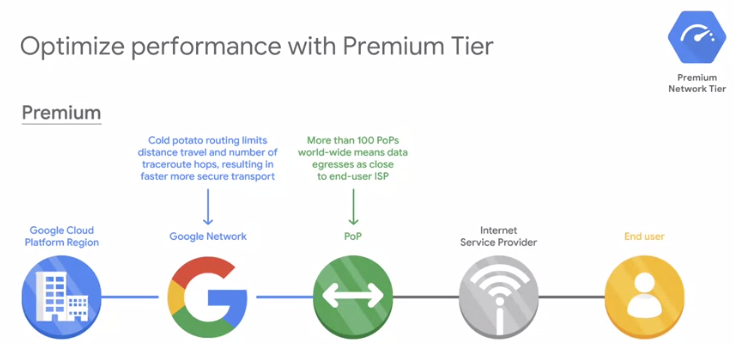 Optimize performance with Premium Tier
Premium
Network Tier
Premium
Cold potato routing limits
distance travel and number of
traceroute hops, resulting in
faster more secure transport
More than 100 PoPs
world-wide means data
egresses as close
to end-user ISP
Google Cloud
Platform Region
Google Network
PoP
Internet
Service Provider
End user